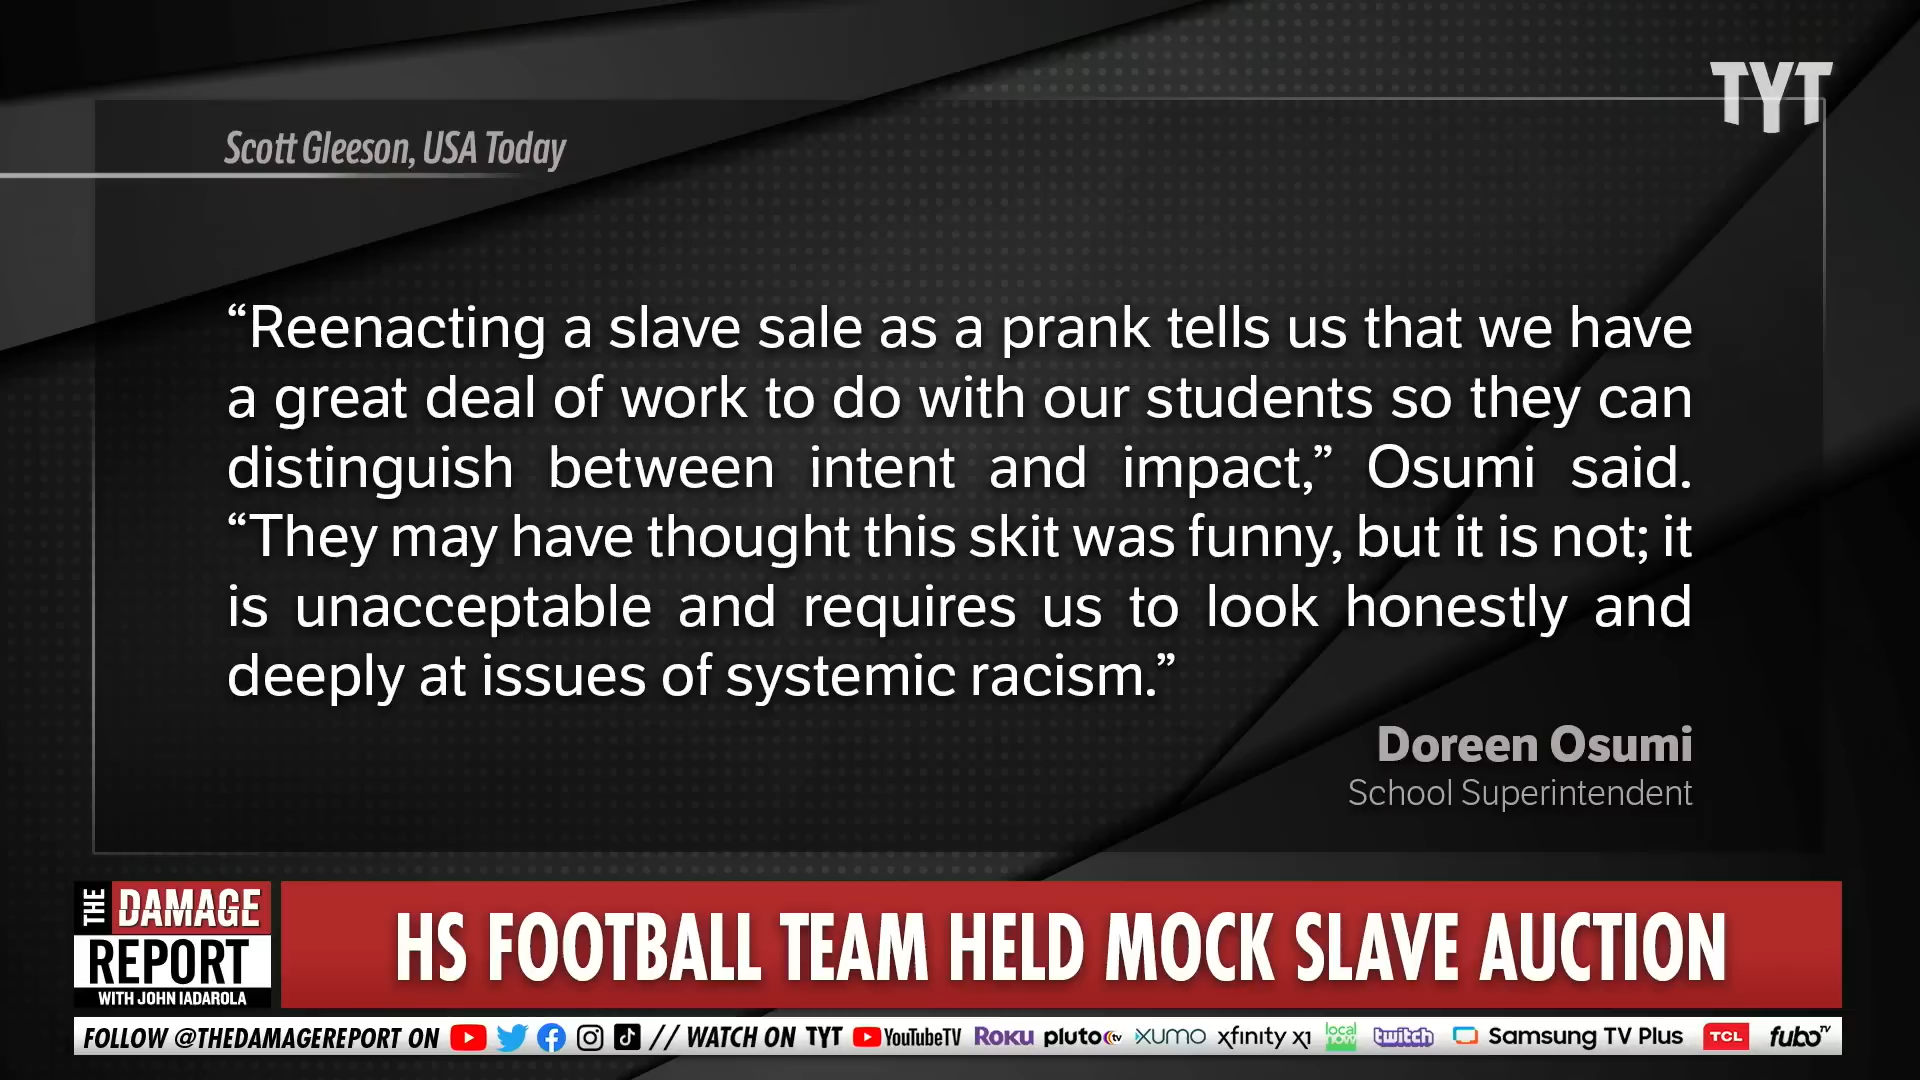 TYT
Scott Gleeson, USA Today
“Reenacting a slave sale as a prank tells us that we have
a great deal of work to do with our students so they can
distinguish between intent and impact,” Osumi said.
“They may have thought this skit was funny, but it is not; it
is unacceptable and requires us to look honestly and
deeply at issues of systemic racism.”
Doreen Osumi
School Superintendent
THE DAMAGE
REPORT
WITH JOHN IADAROLA
HS FOOTBALL TEAM HELD MOCK SLAVE AUCTION
FOLLOW @THEDAMAGEREPORT ON // WATCH ON TYT YouTubeTV ROKU pluto tv XUMO xfinity x1 local now twitch Samsung TV Plus TCL fubo TV